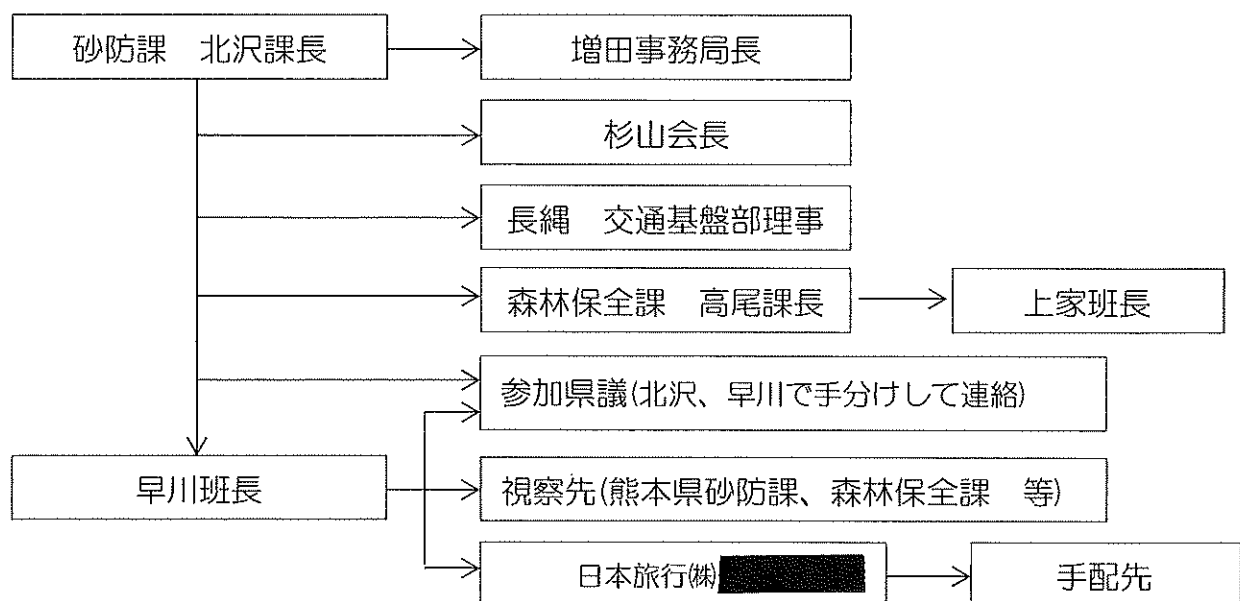 砂防課　北沢課長
増田事務局長
杉山会長
長縄　交通基盤部理事
森林保全課　高尾課長
上家班長
参加県議(北沢、早川で手分けして連絡)
早川班長
視察先(熊本県砂防課、森林保全課　等)
日本旅行㈱
手配先